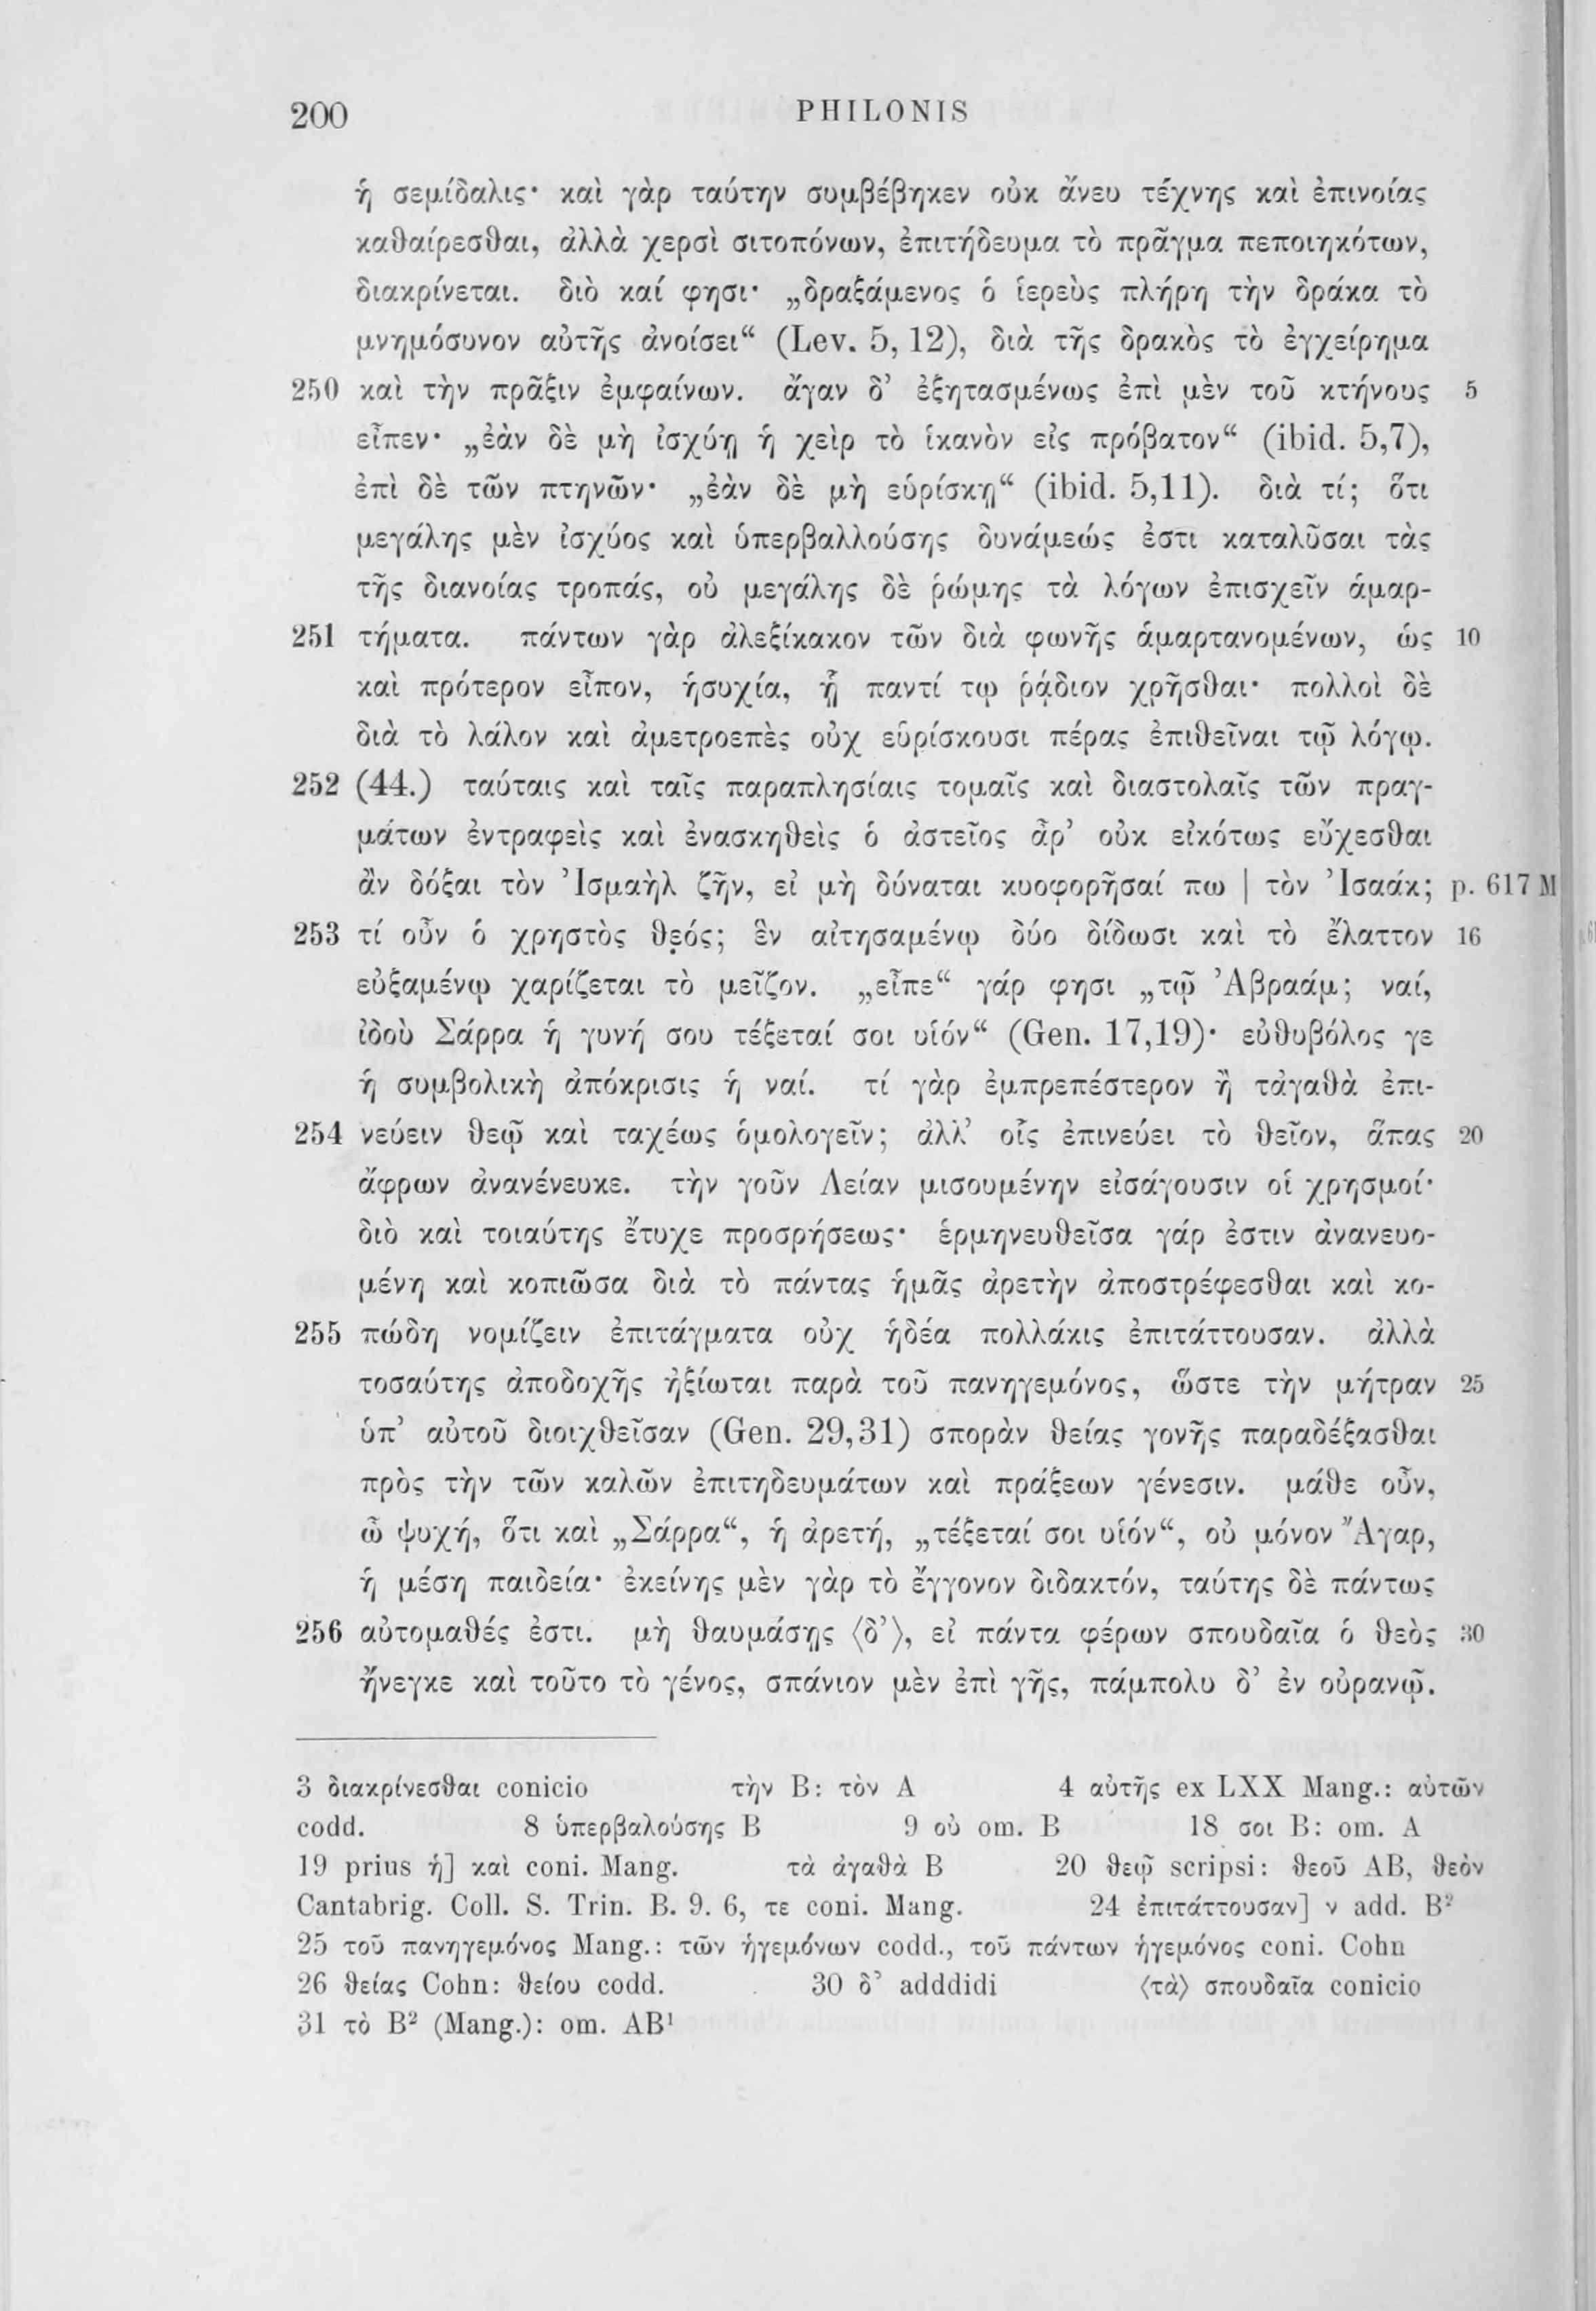 200 PHILONIS
ἡ σεμίδαλις· καὶ γὰρ ταύτην συμβέβηκεν οὐκ ἄνευ τέχνης καὶ ἐπινοίας
καθαίρεσθαι, ἀλλὰ χερσὶ σιτοπόνων, ἐπιτήδευμα τὸ πρᾶγμα πεποιηκότων,
διακρίνεται. διὸ καί φησι· „δραξάμενος ὁ ἱερεὺς πλήρη τὴν δράκα τὸ
μνημόσυνον αὐτῆς ἀνοίσει“ (Lev. 5, 12), διὰ τῆς δρακὸς τὸ ἐγχείρημα
250 καὶ τὴν πρᾶξιν ἐμφαίνων. ἄγαν δ’ ἐξητασμένως ἐπὶ μὲν τοῦ κτήνους 5
εἶπεν· „ἐὰν δὲ μὴ ἰσχύῃ ἡ χεὶρ τὸ ἱκανὸν εἰς πρόβατον“ (ibid. 5,7),
ἐπὶ δὲ τῶν πτηνῶν· „ἐὰν δὲ μὴ εὑρίσκῃ“ (ibid. 5,11). διὰ τί; ὅτι
μεγάλης μὲν ἰσχύος καὶ ὑπερβαλλούσης δυνάμεώς ἐστι καταλῦσαι τὰς
τῆς διανοίας τροπάς, οὐ μεγάλης δὲ ῥώμης τὰ λόγων ἐπισχεῖν ἁμαρ-
251 τήματα. πάντων γὰρ ἀλεξίκακον τῶν διὰ φωνῆς ἁμαρτανομένων, ὡς 10
καὶ πρότερον εἶπον, ἡσυχία, ᾗ παντί τῳ ῥᾴδιον χρῆσθαι· πολλοὶ δὲ
διὰ τὸ λάλον καὶ ἀμετροεπὲς οὐχ εὑρίσκουσι πέρας ἐπιθεῖναι τῷ λόγῳ.
252 (44.) ταύταις καὶ ταῖς παραπλησίαις τομαῖς καὶ διαστολαῖς τῶν πραγ-
μάτων ἐντραφεὶς καὶ ἐνασκηθεὶς ὁ ἀστεῖος ἆρ’ οὐκ εἰκότως εὔχεσθαι
ἂν δόξαι τὸν Ἰσμαὴλ ζῆν, εἰ μὴ δύναται κυοφορῆσαί πω | τὸν Ἰσαάκ; p. 617 M
253 τί οὖν ὁ χρηστὸς θεός; ἓν αἰτησαμένῳ δύο δίδωσι καὶ τὸ ἔλαττον 16
εὐξαμένῳ χαρίζεται τὸ μεῖζον. „εἶπε“ γάρ φησι „τῷ Ἀβραάμ; ναί,
ἰδοὺ Σάρρα ἡ γυνή σου τέξεταί σοι υἱόν“ (Gen. 17,19)· εὐθυβόλος γε
ἡ συμβολικὴ ἀπόκρισις ἡ ναί. τί γὰρ ἐμπρεπέστερον ἢ τἀγαθὰ ἐπι-
254 νεύειν θεῷ καὶ ταχέως ὁμολογεῖν; ἀλλ’ οἷς ἐπινεύει τὸ θεῖον, ἅπας 20
ἄφρων ἀνανένευκε. τὴν γοῦν Λείαν μισουμένην εἰσάγουσιν οἱ χρησμοί·
διὸ καὶ τοιαύτης ἔτυχε προσρήσεως· ἑρμηνευθεῖσα γάρ ἐστιν ἀνανευο-
μένη καὶ κοπιῶσα διὰ τὸ πάντας ἡμᾶς ἀρετὴν ἀποστρέφεσθαι καὶ κο-
255 πώδη νομίζειν ἐπιτάγματα οὐχ ἡδέα πολλάκις ἐπιτάττουσαν. ἀλλὰ
τοσαύτης ἀποδοχῆς ἠξίωται παρὰ τοῦ πανηγεμόνος, ὥστε τὴν μήτραν 25
ὑπ’ αὐτοῦ διοιχθεῖσαν (Gen. 29,31) σπορὰν θείας γονῆς παραδέξασθαι
πρὸς τὴν τῶν καλῶν ἐπιτηδευμάτων καὶ πράξεων γένεσιν. μάθε οὖν,
ὦ ψυχή, ὅτι καὶ „Σάρρα“, ἡ ἀρετή, „τέξεταί σοι υἱόν“, οὐ μόνον Ἄγαρ,
ἡ μέση παιδεία· ἐκείνης μὲν γὰρ τὸ ἔγγονον διδακτόν, ταύτης δὲ πάντως
256 αὐτομαθές ἐστι. μὴ θαυμάσῃς ⟨δ’⟩, εἰ πάντα φέρων σπουδαῖα ὁ θεὸς 30
ἤνεγκε καὶ τοῦτο τὸ γένος, σπάνιον μὲν ἐπὶ γῆς, πάμπολυ δ’ ἐν οὐρανῷ.
3 διακρίνεσθαι conicio τὴν B: τὸν A 4 αὐτῆς ex LXX Mang.: αὐτῶν
codd. 8 ὑπερβαλούσης B 9 οὐ om. B 18 σοι B: om. A
19 prius ἡ] καὶ coni. Mang. τὰ ἀγαθὰ B 20 θεῷ scripsi: θεοῦ AB, θεὸν
Cantabrig. Coll. S. Trin. B. 9. 6, τε coni. Mang. 24 ἐπιτάττουσαν] ν add. B²
25 τοῦ πανηγεμόνος Mang.: τῶν ἡγεμόνων codd., τοῦ πάντων ἡγεμόνος coni. Cohn
26 θείας Cohn: θείου codd. 30 δ’ adddidi ⟨τὰ⟩ σπουδαῖα conicio
31 τὸ B² (Mang.): om. AB¹